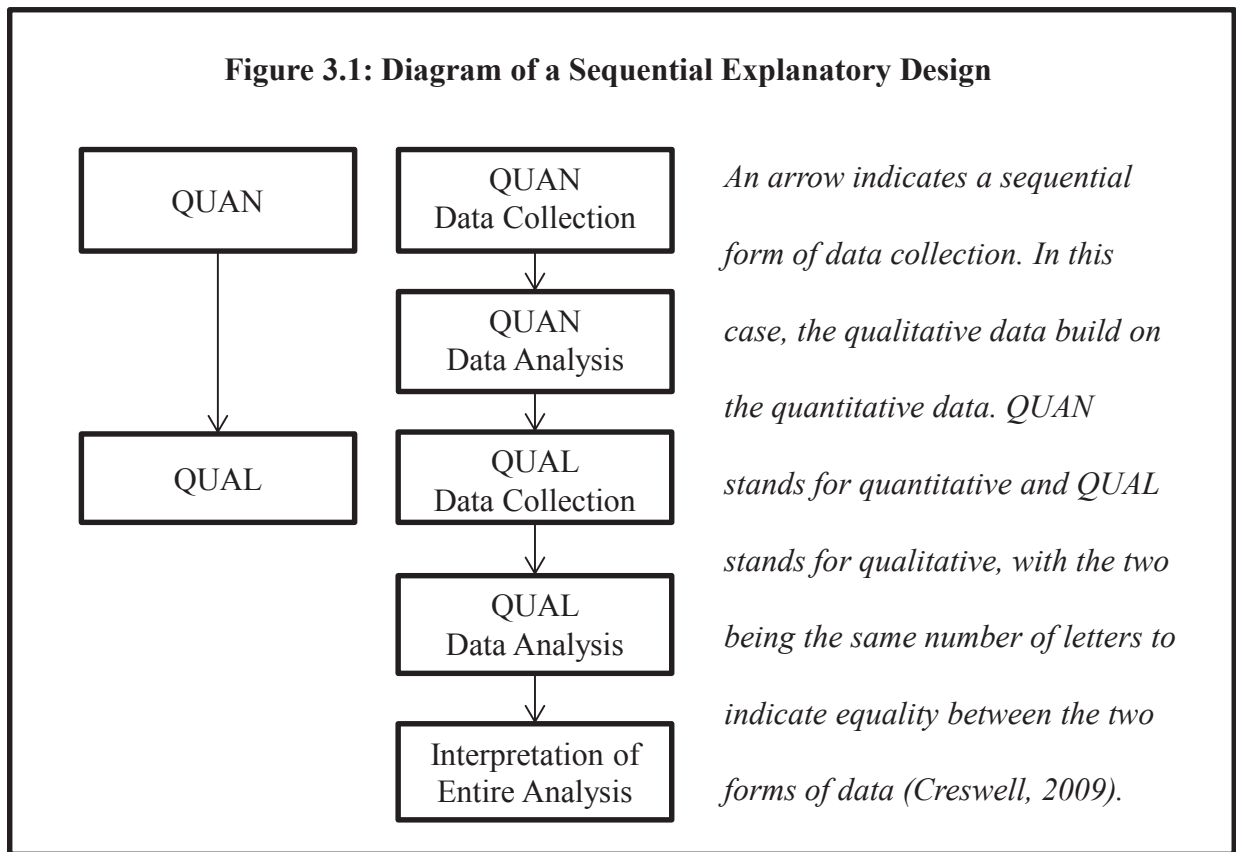 Figure 3.1: Diagram of a Sequential Explanatory Design
QUAN
QUAL
QUAN
Data Collection
QUAN
Data Analysis
QUAL
Data Collection
QUAL
Data Analysis
Interpretation of
Entire Analysis
An arrow indicates a sequential
form of data collection. In this
case, the qualitative data build on
the quantitative data. QUAN
stands for quantitative and QUAL
stands for qualitative, with the two
being the same number of letters to
indicate equality between the two
forms of data (Creswell, 2009).